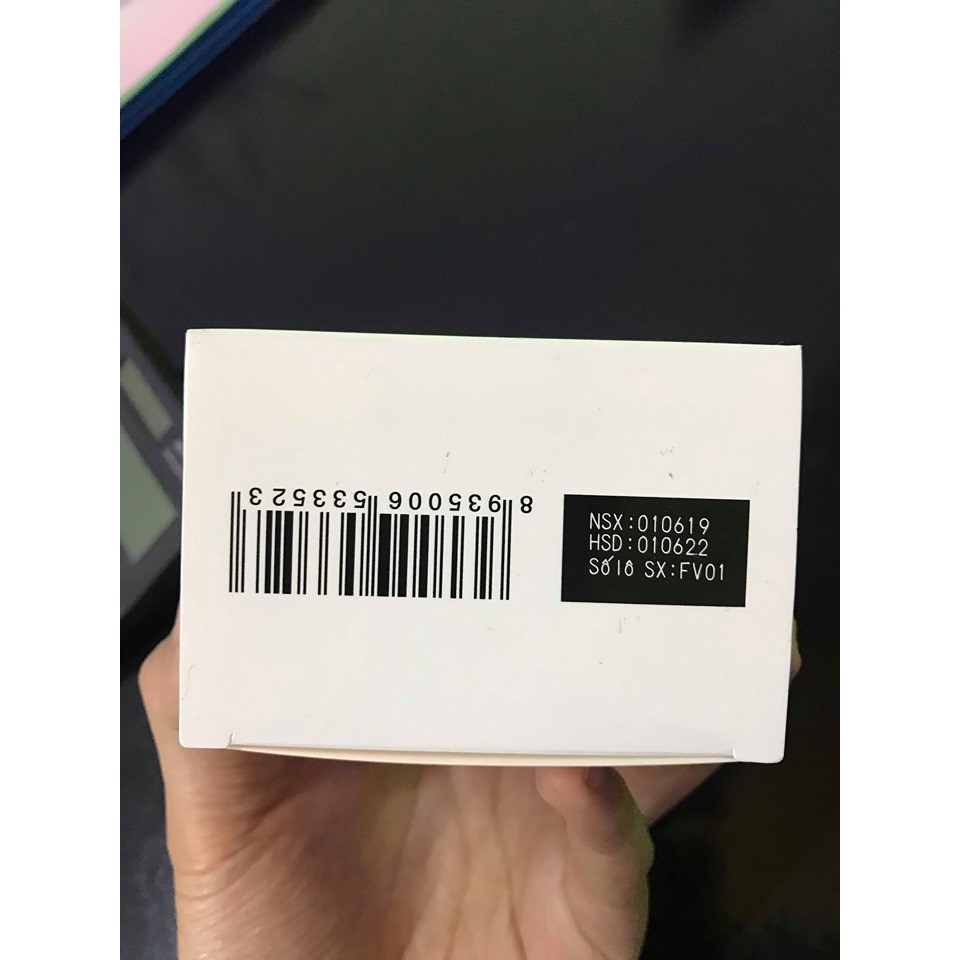 8 935006 533523
NSX:010619
HSD:010622
Số lô SX:FV01